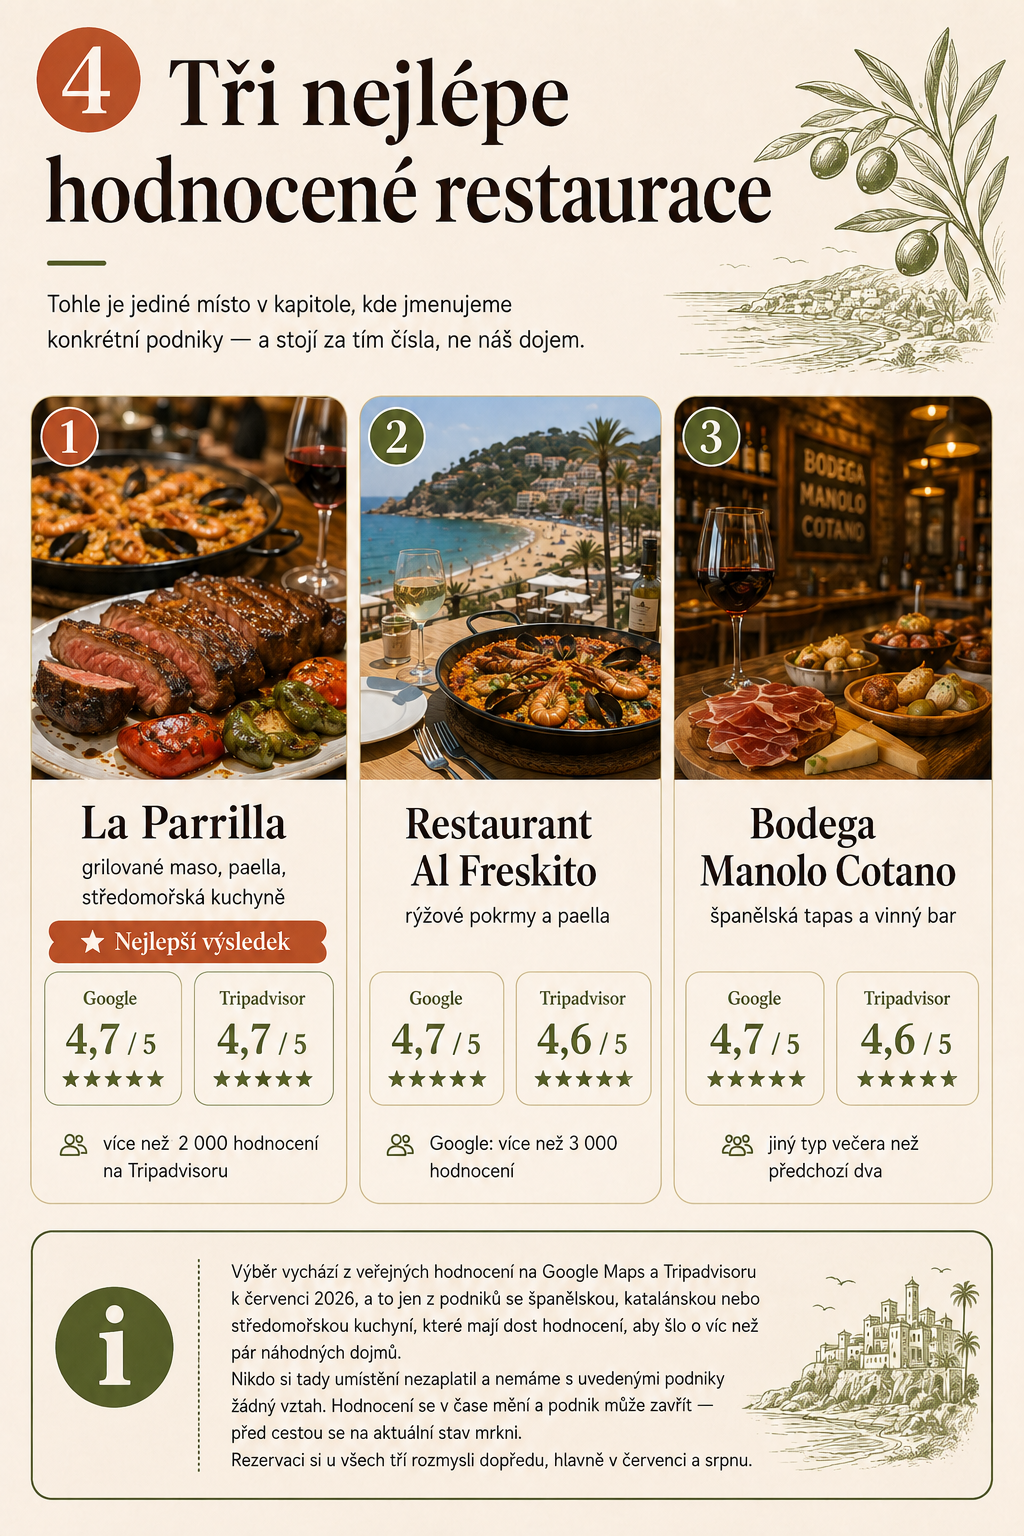 4 Tři nejlépe
hodnocené restaurace
Tohle je jediné místo v kapitole, kde jmenujeme
konkrétní podniky — a stojí za tím čísla, ne náš dojem.
1
La Parrilla
grilované maso, paella,
středomořská kuchyně
★ Nejlepší výsledek
Google
4,7 / 5
★★★★★
Tripadvisor
4,7 / 5
★★★★★
více než 2 000 hodnocení
na Tripadvisoru
2
Restaurant
Al Freskito
rýžové pokrmy a paella
Google
4,7 / 5
★★★★★
Tripadvisor
4,6 / 5
★★★★★
Google: více než 3 000
hodnocení
3
BODEGA
MANOLO
COTANO
Bodega
Manolo Cotano
španělská tapas a vinný bar
Google
4,7 / 5
★★★★★
Tripadvisor
4,6 / 5
★★★★★
jiný typ večera než
předchozí dva
i
Výběr vychází z veřejných hodnocení na Google Maps a Tripadvisoru
k červenci 2026, a to jen z podniků se španělskou, katalánskou nebo
středomořskou kuchyní, které mají dost hodnocení, aby šlo o víc než
pár náhodných dojmů.
Nikdo si tady umístění nezaplatil a nemáme s uvedenými podniky
žádný vztah. Hodnocení se v čase mění a podnik může zavřít —
před cestou se na aktuální stav mrkni.
Rezervaci si u všech tří rozmysli dopředu, hlavně v červenci a srpnu.